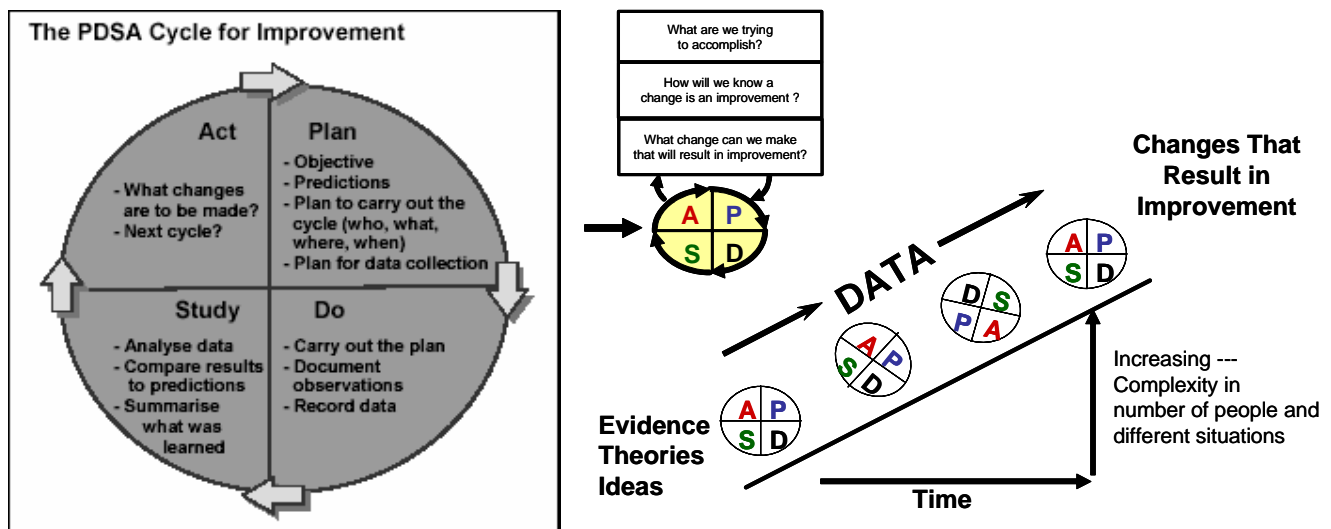 The PDSA Cycle for Improvement
Act
- What changes
are to be made?
- Next cycle?
Plan
- Objective
- Predictions
- Plan to carry out the
cycle (who, what,
where, when)
- Plan for data collection
Study
- Analyse data
- Compare results
to predictions
- Summarise
what was
learned
Do
- Carry out the plan
- Document
observations
- Record data
What are we trying
to accomplish?
How will we know a
change is an improvement ?
What change can we make
that will result in improvement?
A P
S D
Changes That
Result in
Improvement
DATA
A P
S D
D S
P A
A P
S D
A P
S D
Evidence
Theories
Ideas
Increasing ---
Complexity in
number of people and
different situations
Time